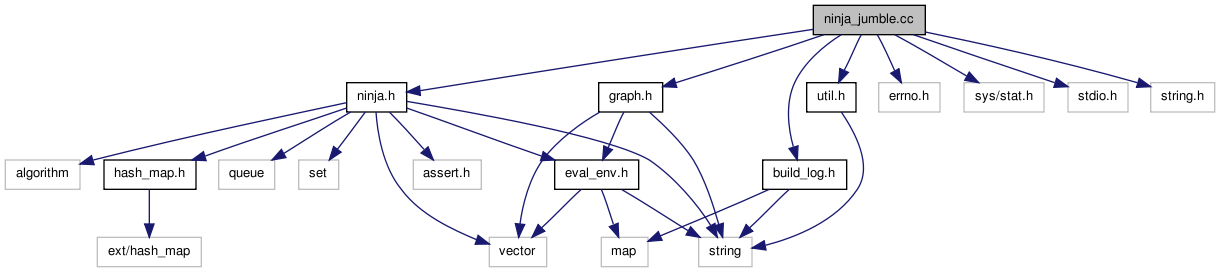 ninja_jumble.cc
ninja.h
graph.h
util.h
errno.h
sys/stat.h
stdio.h
string.h
algorithm
hash_map.h
queue
set
assert.h
eval_env.h
build_log.h
ext/hash_map
vector
map
string